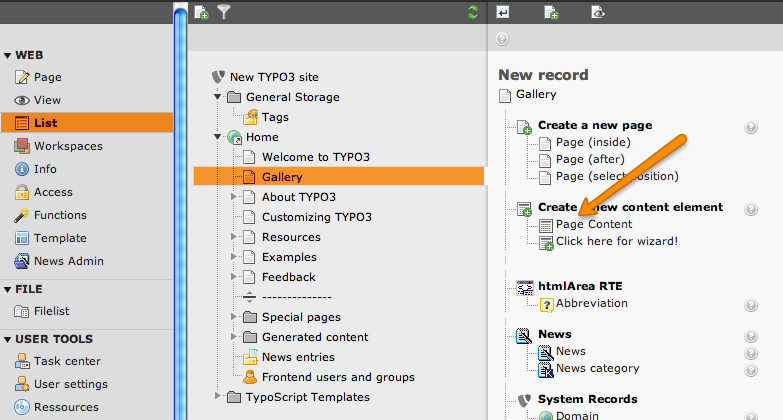 WEB
Page
View
List
Workspaces
Info
Access
Functions
Template
News Admin
FILE
Filelist
USER TOOLS
Task center
User settings
Ressources
New TYPO3 site
General Storage
Tags
Home
Welcome to TYPO3
Gallery
About TYPO3
Customizing TYPO3
Resources
Examples
Feedback
--------------
Special pages
Generated content
News entries
Frontend users and groups
TypoScript Templates
New record
Gallery
Create a new page
Page (inside)
Page (after)
Page (select position)
Create a new content element
Page Content
Click here for wizard!
htmlArea RTE
Abbreviation
News
News
News category
System Records
Domain